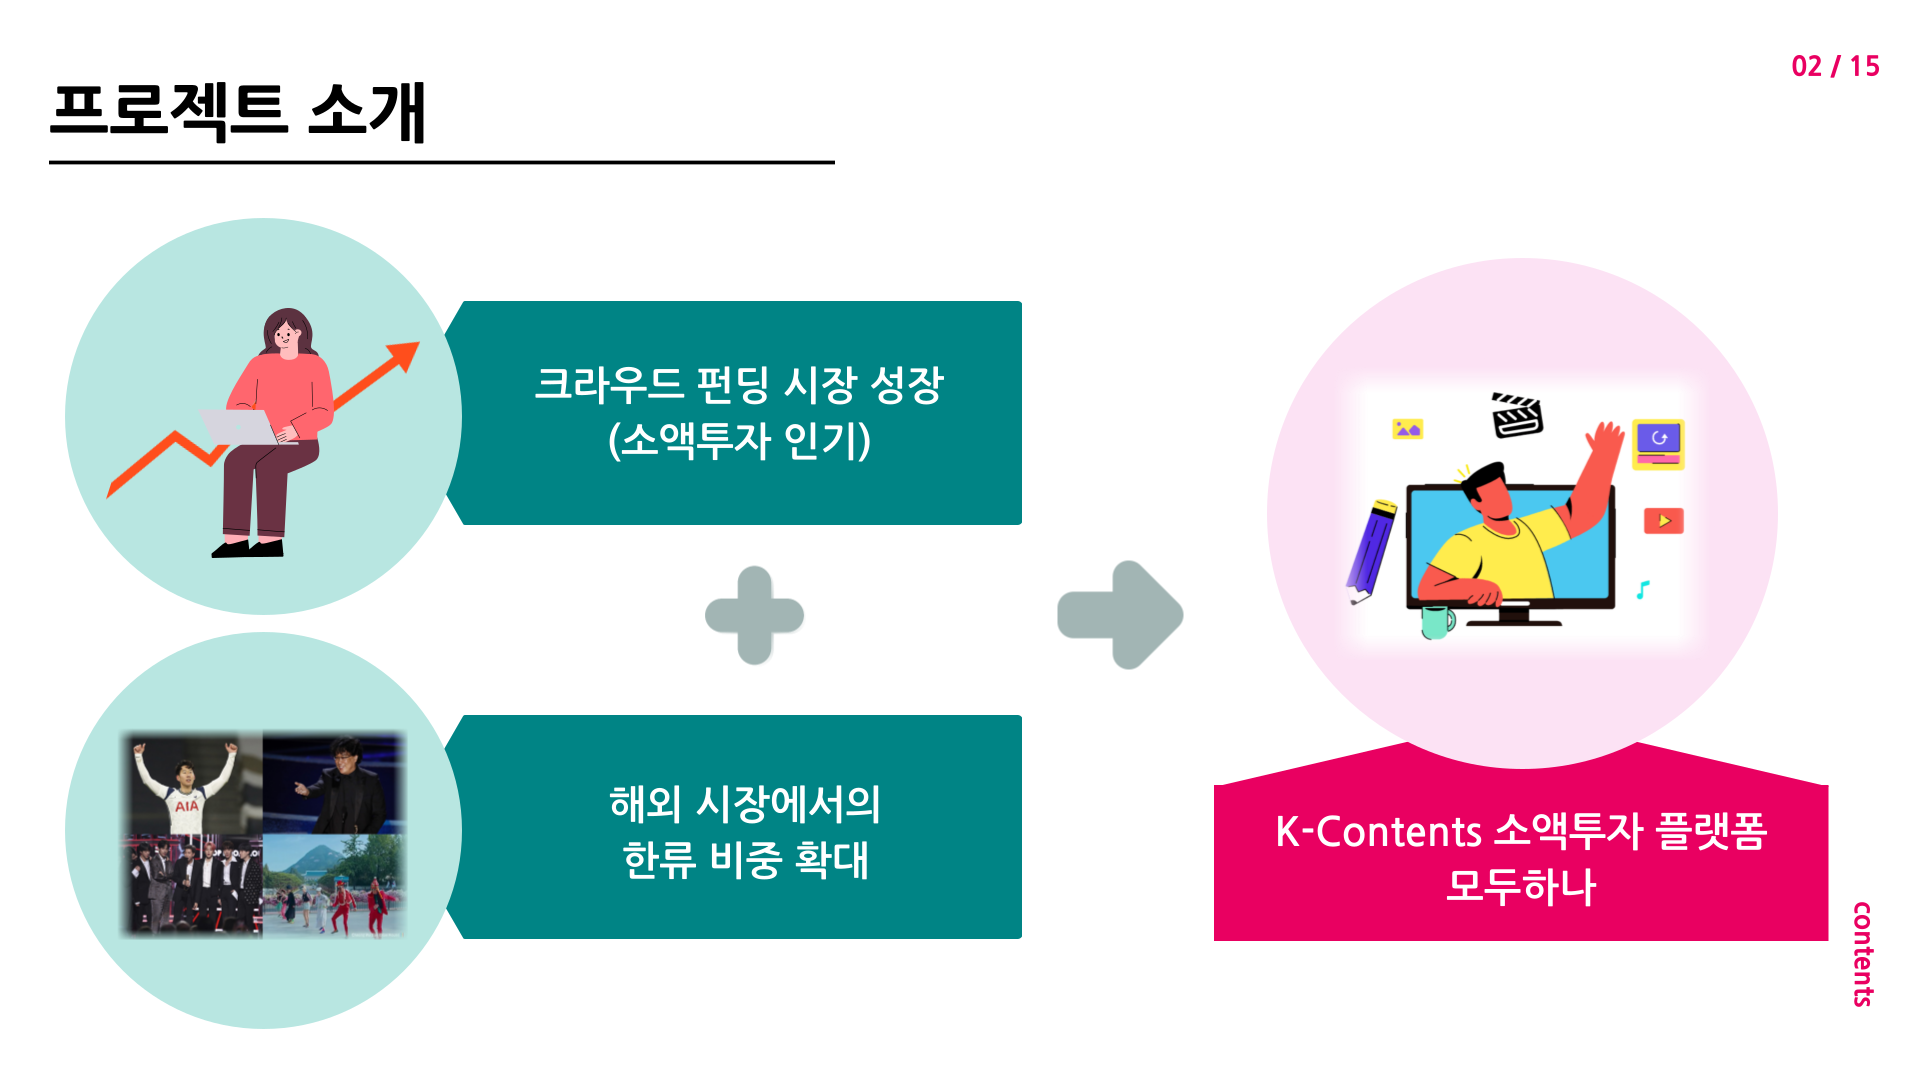 02 / 15
프로젝트 소개
크라우드 펀딩 시장 성장
(소액투자 인기)
AIA
해외 시장에서의
한류 비중 확대
K-Contents 소액투자 플랫폼
모두하나
contents